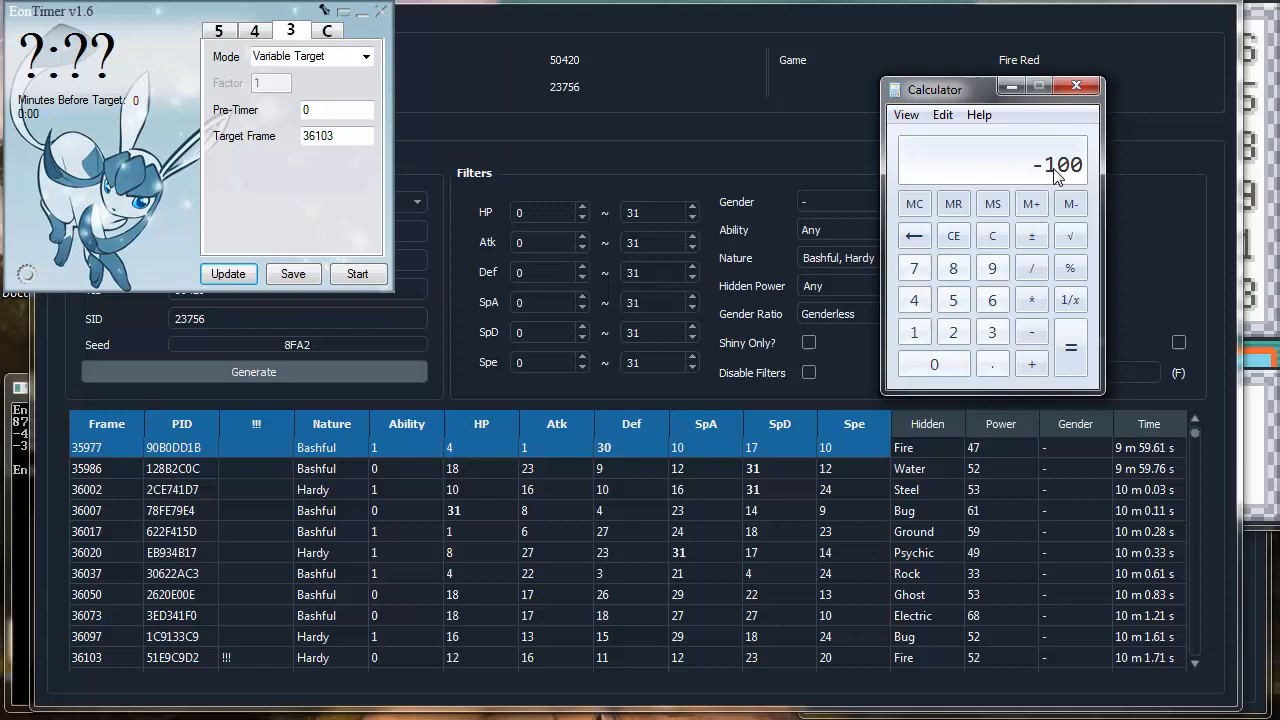 EonTimer v1.6
?:??
Minutes Before Target: 0
0:00
5 4 3 C
Mode Variable Target
Factor 1
Pre-Timer 0
Target Frame 36103
Update Save Start
50420 Game Fire Red
23756
Filters
HP 0 ~ 31
Atk 0 ~ 31
Def 0 ~ 31
SpA 0 ~ 31
SpD 0 ~ 31
Spe 0 ~ 31
Gender -
Ability Any
Nature Bashful, Hardy
Hidden Power Any
Gender Ratio Genderless
Shiny Only?
Disable Filters
(F)
SID 23756
Seed 8FA2
Generate
Calculator
View Edit Help
-100
MC MR MS M+ M-
← CE C ± √
7 8 9 / %
4 5 6 * 1/x
1 2 3 - =
0 . +
Frame PID !!! Nature Ability HP Atk Def SpA SpD Spe Hidden Power Gender Time
35977 90B0DD1B Bashful 1 4 1 30 10 17 10 Fire 47 - 9 m 59.61 s
35986 128B2C0C Bashful 0 18 23 9 12 31 12 Water 52 - 9 m 59.76 s
36002 2CE741D7 Hardy 1 10 16 10 16 31 24 Steel 53 - 10 m 0.03 s
36007 78FE79E4 Bashful 0 31 8 4 23 14 9 Bug 61 - 10 m 0.11 s
36017 622F415D Bashful 1 1 6 27 24 18 23 Ground 59 - 10 m 0.28 s
36020 EB934B17 Hardy 1 8 27 23 31 17 14 Psychic 49 - 10 m 0.33 s
36037 30622AC3 Bashful 1 4 22 3 21 4 24 Rock 33 - 10 m 0.61 s
36050 2620E00E Bashful 0 18 17 26 29 22 13 Ghost 53 - 10 m 0.83 s
36073 3ED341F0 Bashful 0 18 17 18 27 27 10 Electric 68 - 10 m 1.21 s
36097 1C9133C9 Hardy 1 16 13 15 29 18 24 Bug 52 - 10 m 1.61 s
36103 51E9C9D2 !!! Hardy 0 12 16 11 12 23 20 Fire 52 - 10 m 1.71 s